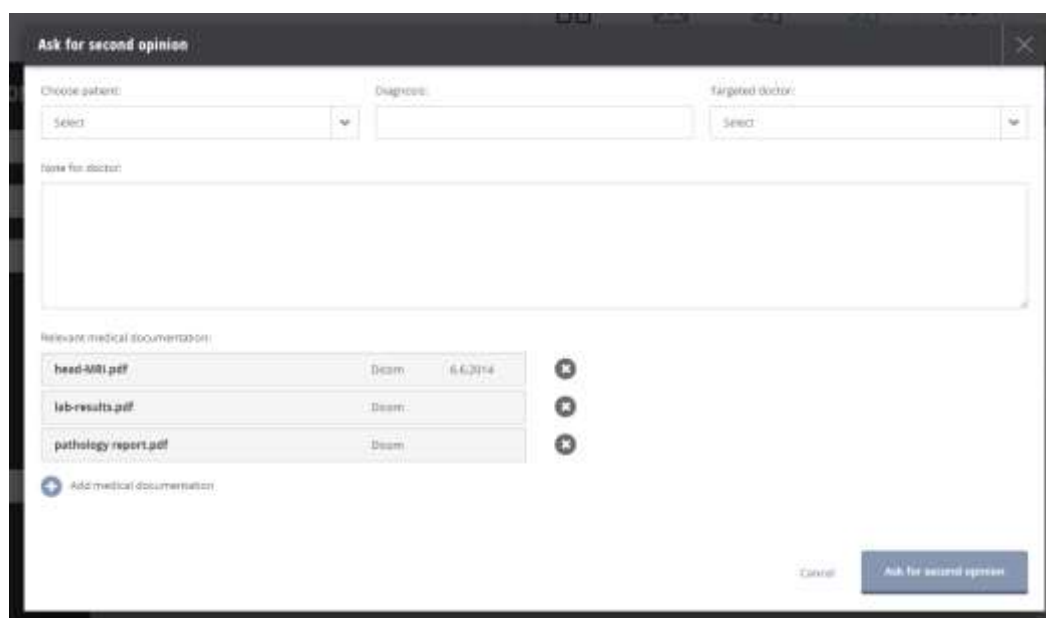 Ask for second opinion
Choose patient: Diagnosis: Targeted doctor:
Select Select
Note for doctor:
Relevant medical documentation:
head-MRI.pdf Dicom 6.6.2014
lab-results.pdf Dicom
pathology report.pdf Dicom
Add medical documentation
Cancel Ask for second opinion